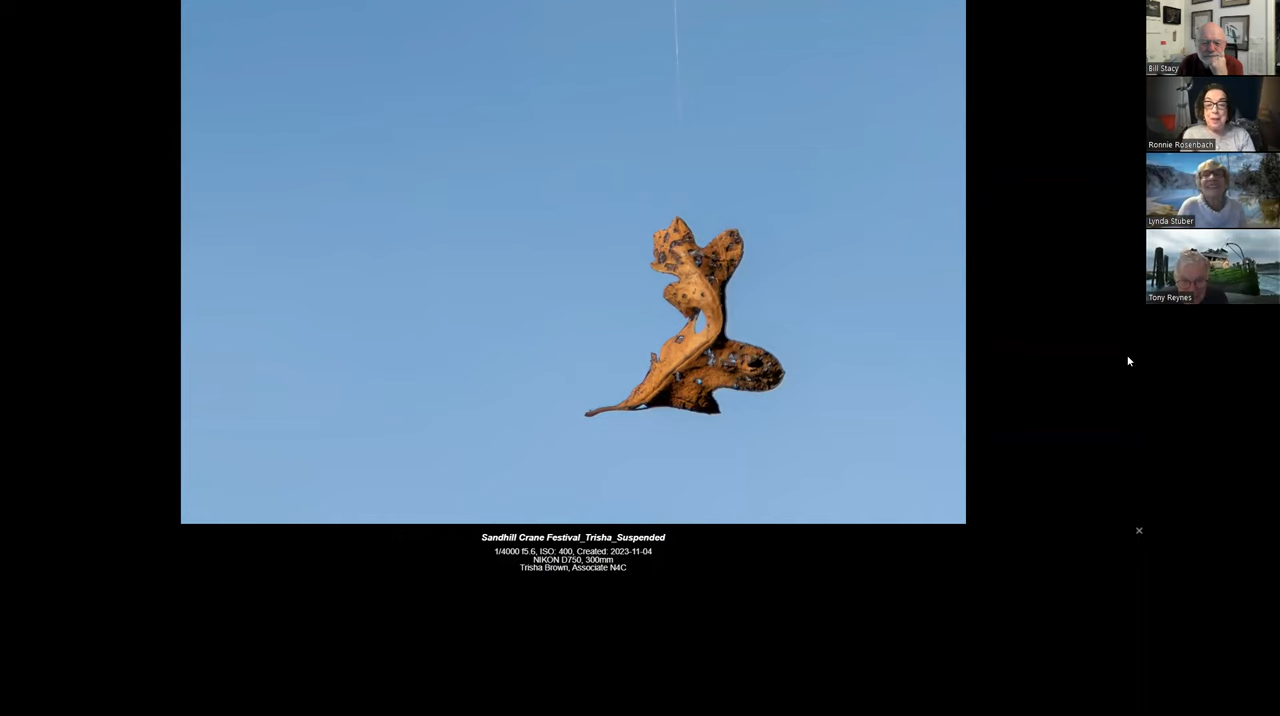 Bill Stacy
Ronnie Rosenbach
Lynda Stuber
Tony Reynes
Sandhill Crane Festival_Trisha_Suspended
1/4000 f5.6, ISO: 400, Created: 2023-11-04
NIKON D750, 300mm
Trisha Brown, Associate N4C